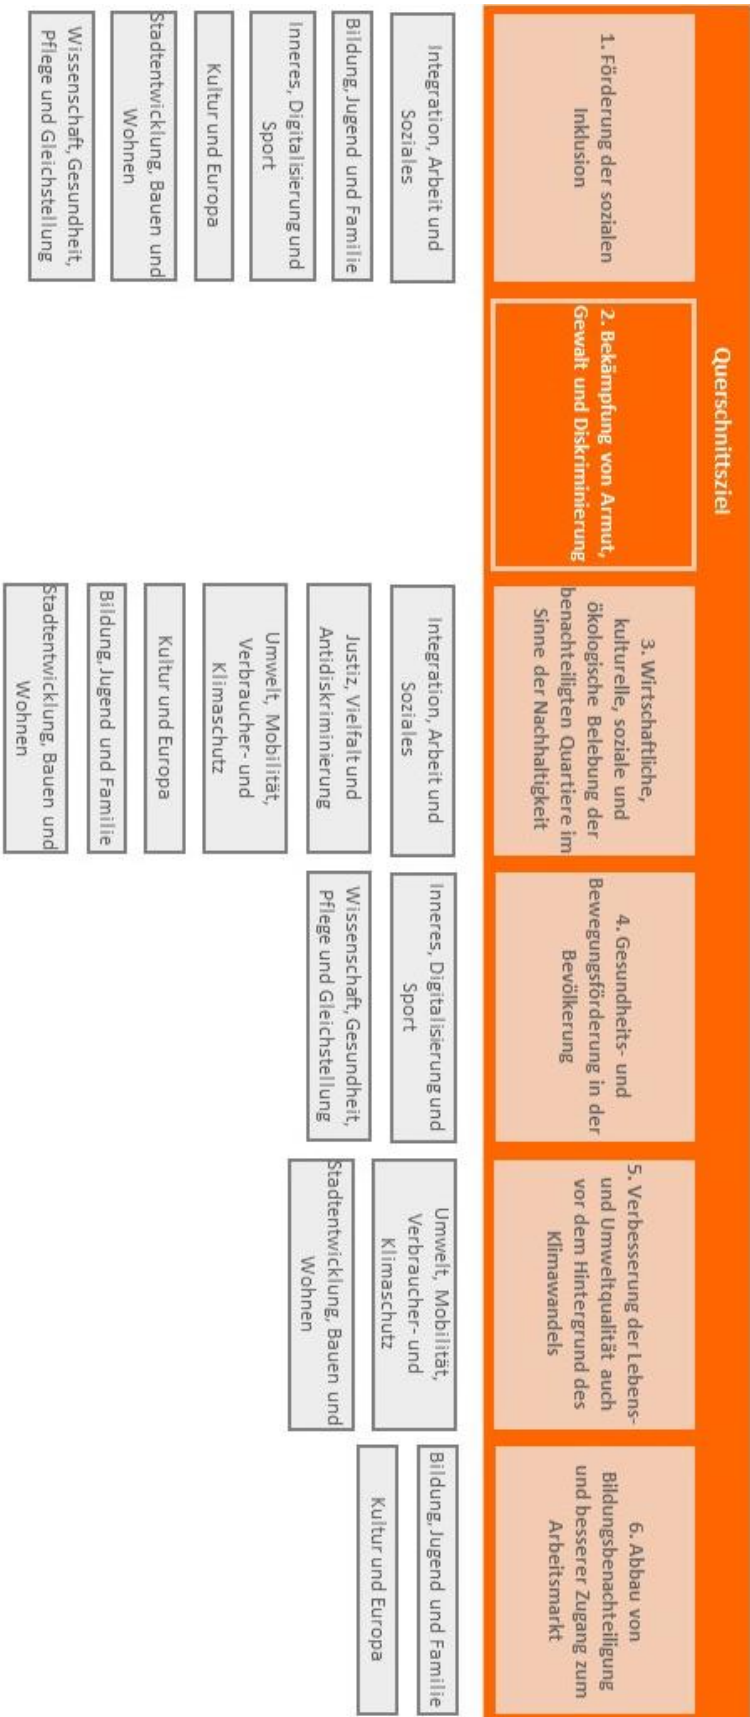 Querschnittsziel
1. Förderung der sozialen
Inklusion
Integration, Arbeit und
Soziales
Bildung, Jugend und Familie
Inneres, Digitalisierung und
Sport
Kultur und Europa
Stadtentwicklung, Bauen und
Wohnen
Wissenschaft, Gesundheit,
Pflege und Gleichstellung
2. Bekämpfung von Armut,
Gewalt und Diskriminierung
3. Wirtschaftliche,
kulturelle, soziale und
ökologische Belebung der
benachteiligten Quartiere im
Sinne der Nachhaltigkeit
Integration, Arbeit und
Soziales
Justiz, Vielfalt und
Antidiskriminierung
Umwelt, Mobilität,
Verbraucher- und
Klimaschutz
Kultur und Europa
Bildung, Jugend und Familie
Stadtentwicklung, Bauen und
Wohnen
4. Gesundheits- und
Bewegungsförderung in der
Bevölkerung
Inneres, Digitalisierung und
Sport
Wissenschaft, Gesundheit,
Pflege und Gleichstellung
5. Verbesserung der Lebens-
und Umweltqualität auch
vor dem Hintergrund des
Klimawandels
Umwelt, Mobilität,
Verbraucher- und
Klimaschutz
Stadtentwicklung, Bauen und
Wohnen
6. Abbau von
Bildungsbenachteiligung
und besserer Zugang zum
Arbeitsmarkt
Bildung, Jugend und Familie
Kultur und Europa